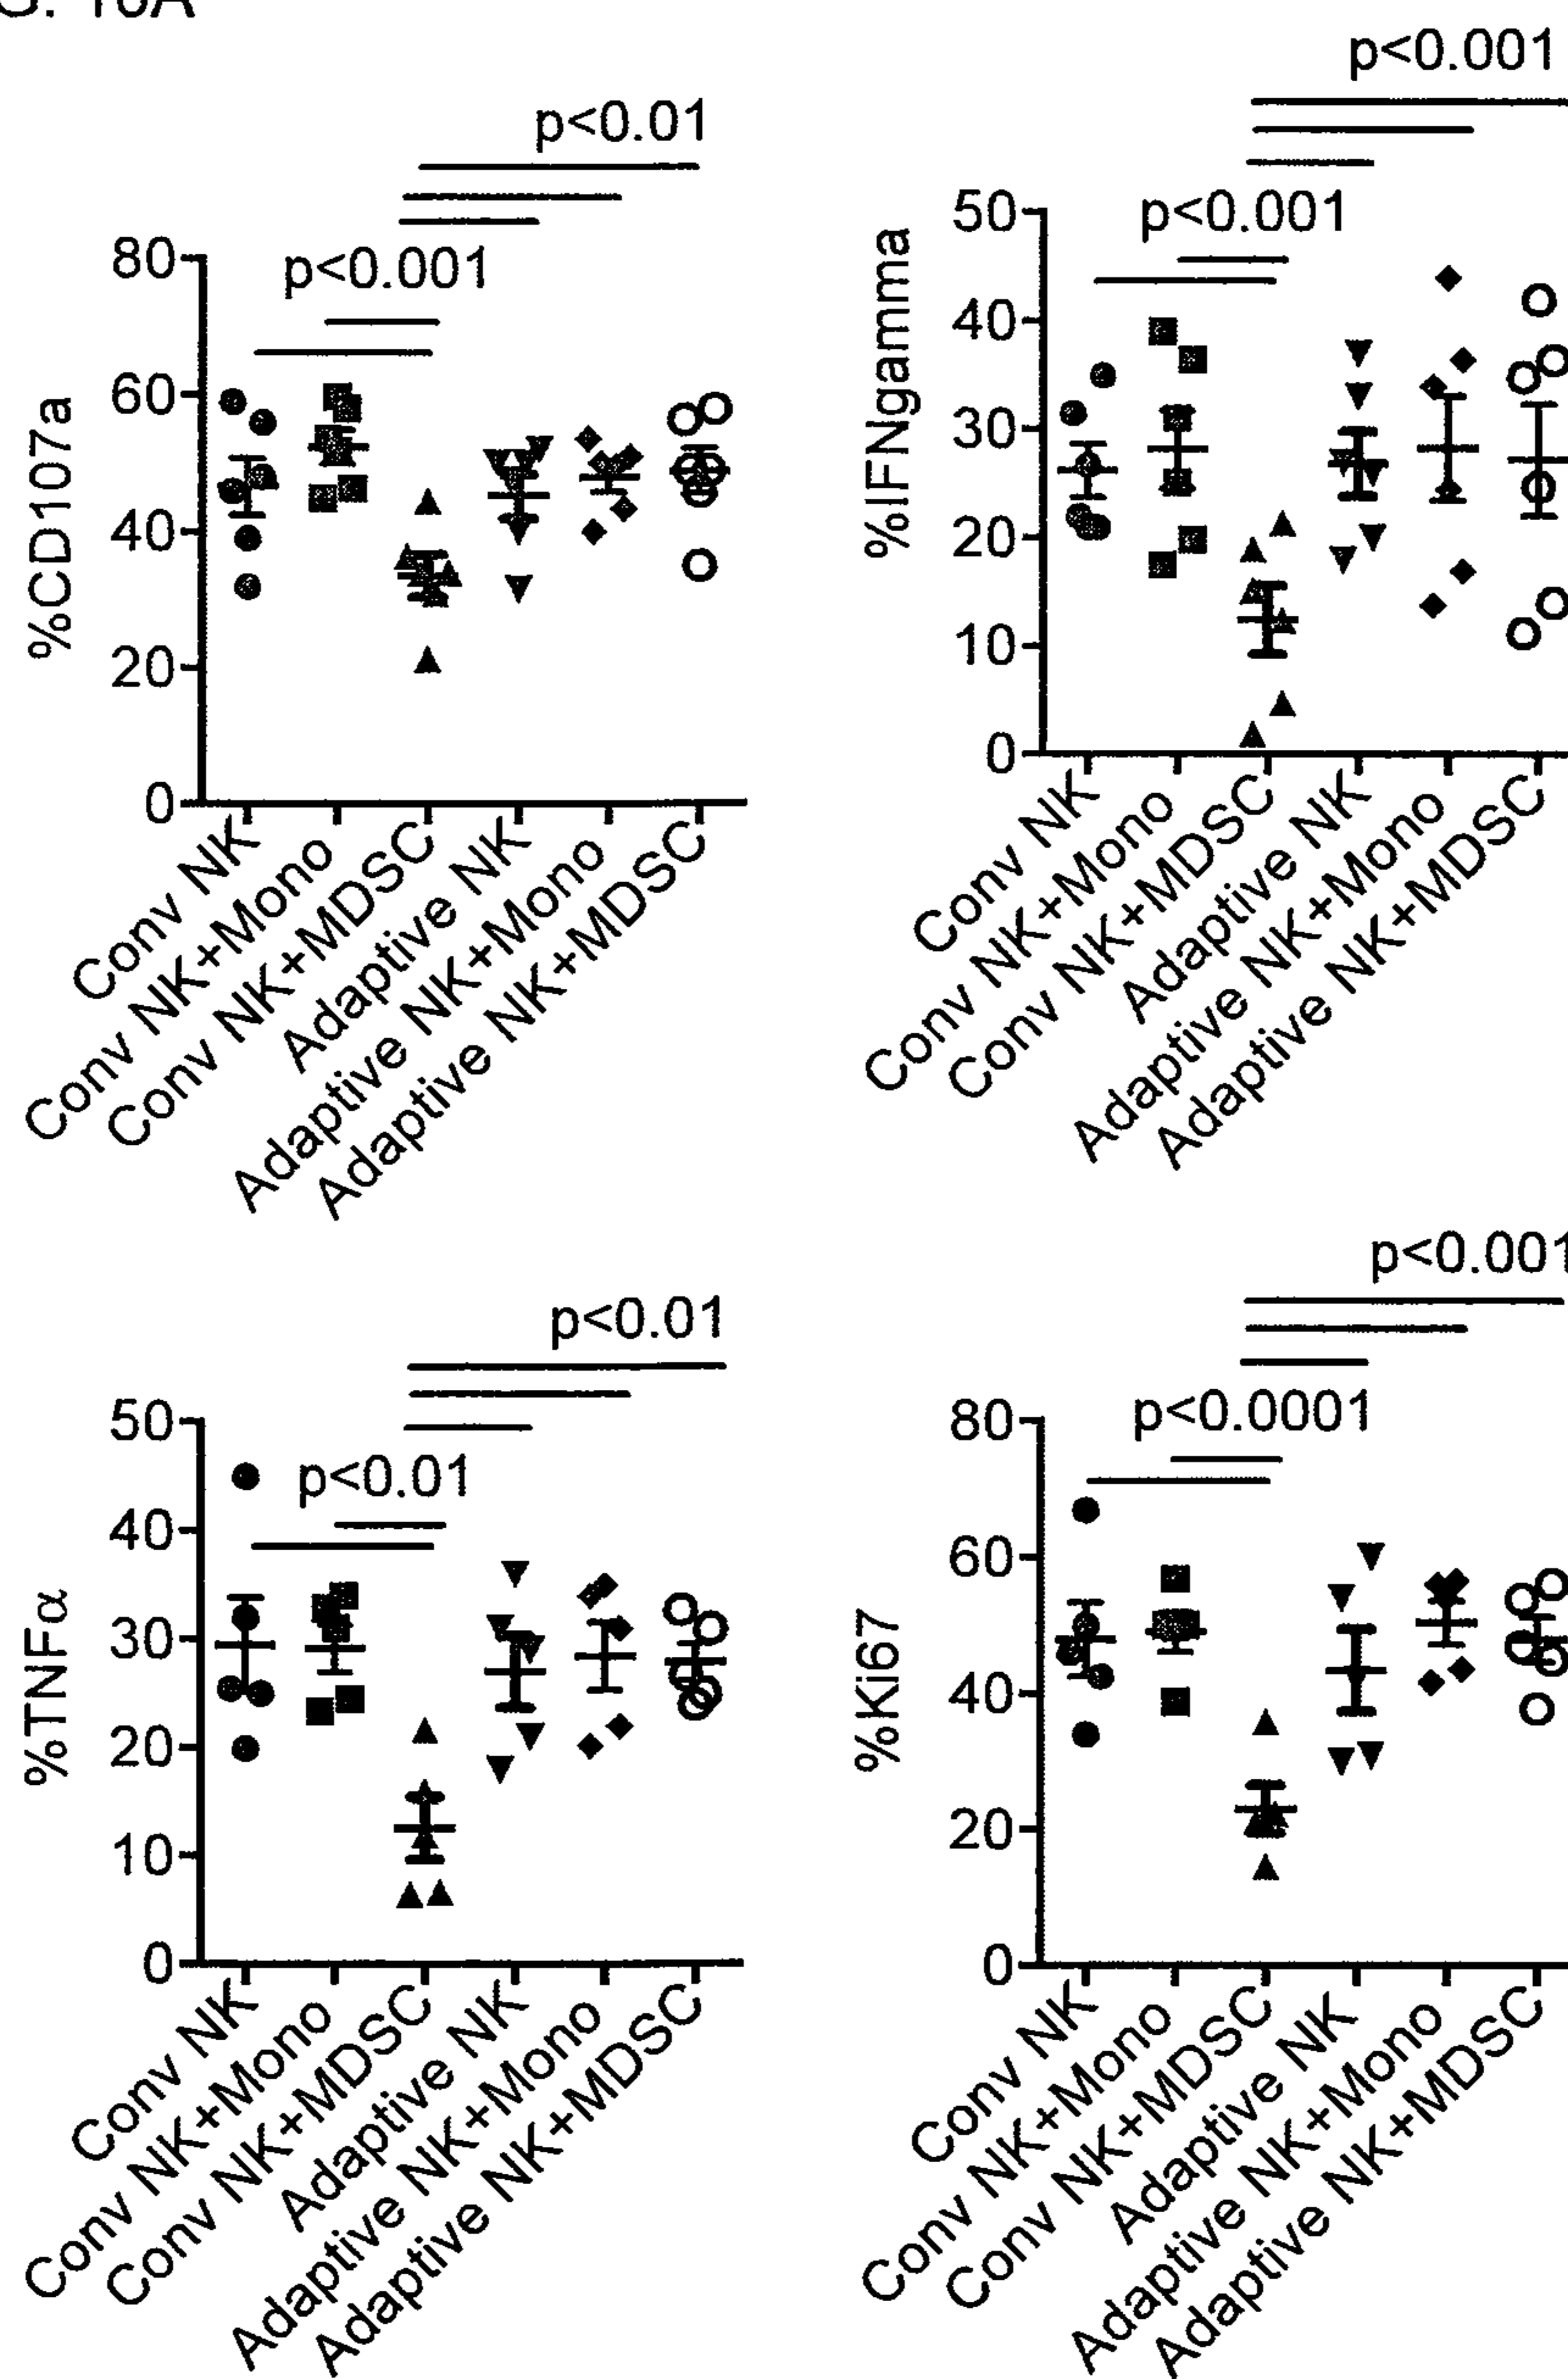 p<0.01
p<0.001
%CD107a
80
60
40
20
0
Conv NK
Conv NK+Mono
Conv NK+MDSC
Adaptive NK
Adaptive NK+Mono
Adaptive NK+MDSC
p<0.001
p<0.001
%IFNgamma
50
40
30
20
10
0
Conv NK
Conv NK+Mono
Conv NK+MDSC
Adaptive NK
Adaptive NK+Mono
Adaptive NK+MDSC
p<0.01
p<0.01
%TNFα
50
40
30
20
10
0
Conv NK
Conv NK+Mono
Conv NK+MDSC
Adaptive NK
Adaptive NK+Mono
Adaptive NK+MDSC
p<0.001
p<0.0001
%Ki67
80
60
40
20
0
Conv NK
Conv NK+Mono
Conv NK+MDSC
Adaptive NK
Adaptive NK+Mono
Adaptive NK+MDSC